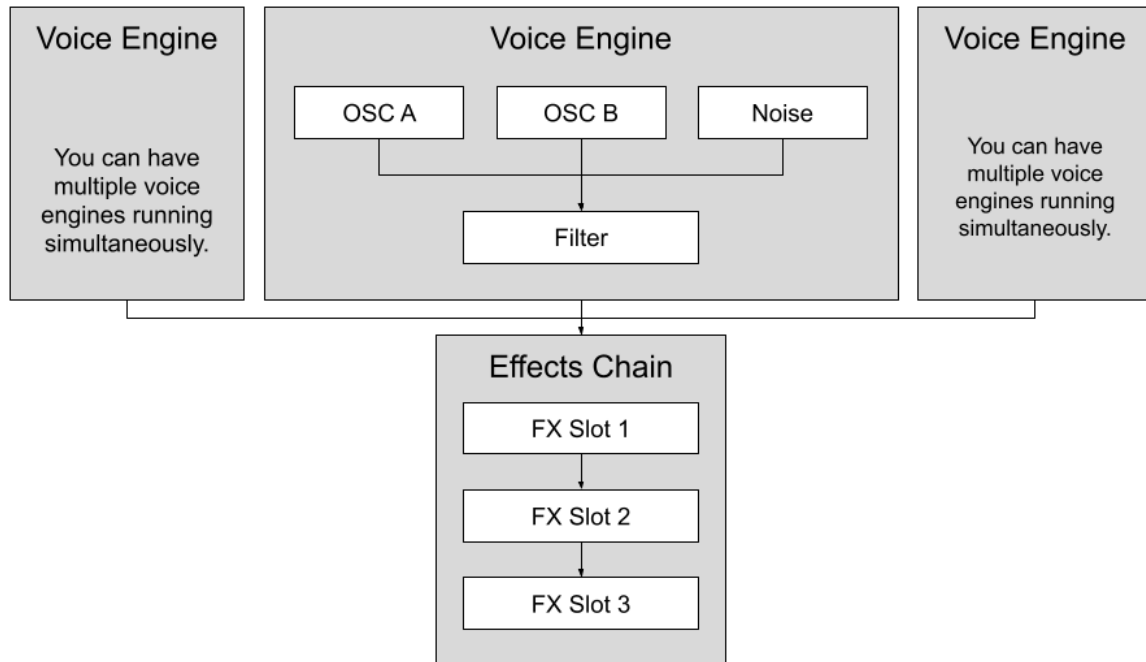 Voice Engine
You can have
multiple voice
engines running
simultaneously.
Voice Engine
OSC A
OSC B
Noise
Filter
Voice Engine
You can have
multiple voice
engines running
simultaneously.
Effects Chain
FX Slot 1
FX Slot 2
FX Slot 3